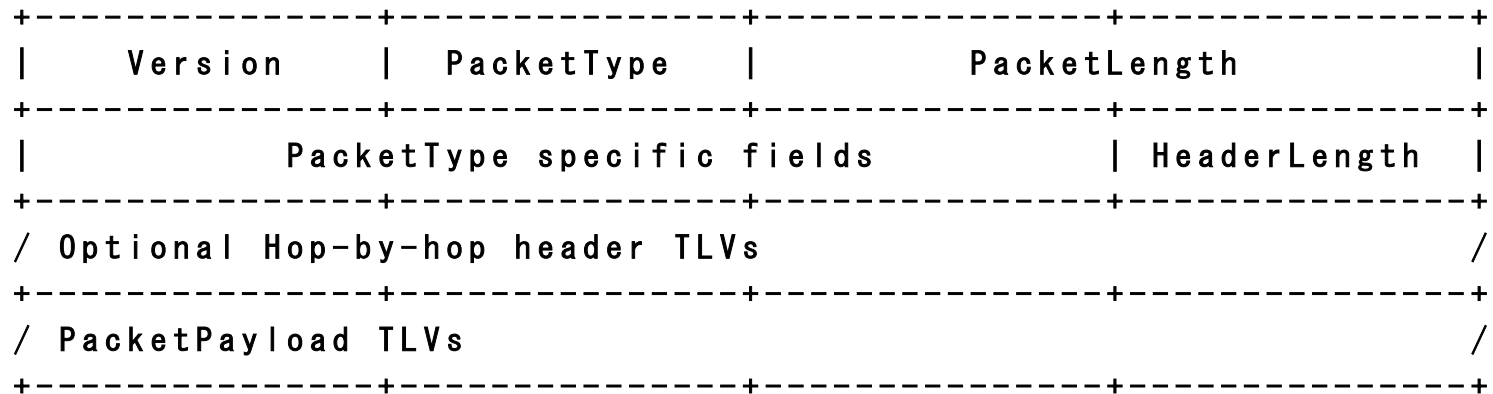 +---------------+---------------+---------------+---------------+
| Version | PacketType | PacketLength |
+---------------+---------------+---------------+---------------+
| PacketType specific fields | HeaderLength |
+---------------+---------------+---------------+---------------+
/ Optional Hop-by-hop header TLVs /
+---------------+---------------+---------------+---------------+
/ PacketPayload TLVs /
+---------------+---------------+---------------+---------------+